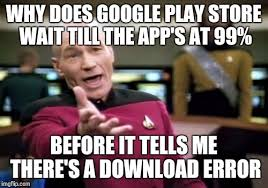 WHY DOES GOOGLE PLAY STORE
WAIT TILL THE APP'S AT 99%
BEFORE IT TELLS ME
THERE'S A DOWNLOAD ERROR
imgflip.com